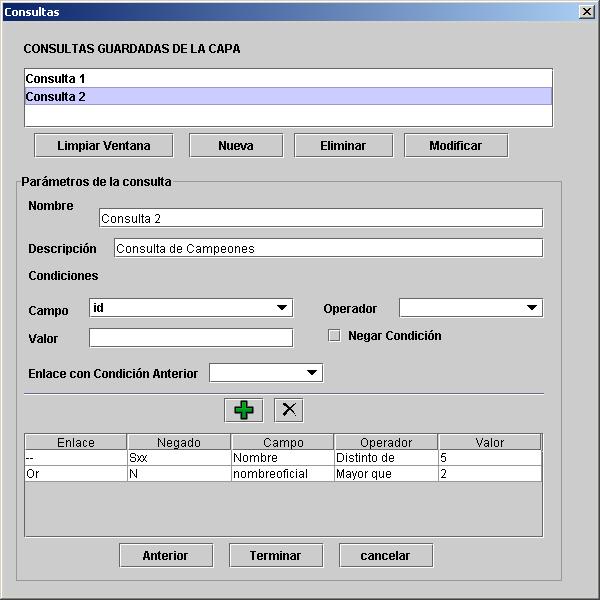 Consultas
CONSULTAS GUARDADAS DE LA CAPA
Consulta 1
Consulta 2
Limpiar Ventana Nueva Eliminar Modificar
Parámetros de la consulta
Nombre
Consulta 2
Descripción Consulta de Campeones
Condiciones
Campo id Operador
Valor Negar Condición
Enlace con Condición Anterior
Enlace Negado Campo Operador Valor
-- Sxx Nombre Distinto de 5
Or N nombreoficial Mayor que 2
Anterior Terminar cancelar